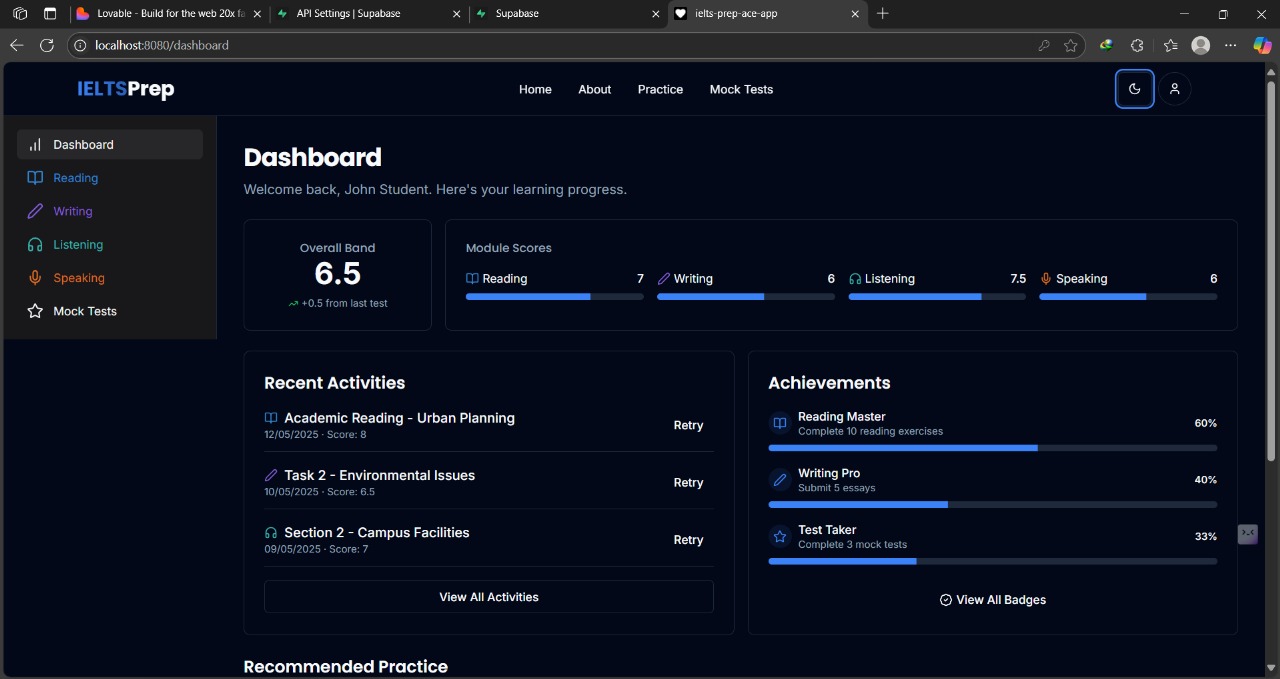 Lovable - Build for the web 20x fa
API Settings | Supabase
Supabase
ielts-prep-ace-app
localhost:8080/dashboard
IELTSPrep
Home
About
Practice
Mock Tests
Dashboard
Reading
Writing
Listening
Speaking
Mock Tests
Dashboard
Welcome back, John Student. Here's your learning progress.
Overall Band
6.5
+0.5 from last test
Module Scores
Reading 7
Writing 6
Listening 7.5
Speaking 6
Recent Activities
Academic Reading - Urban Planning
12/05/2025 · Score: 8
Retry
Task 2 - Environmental Issues
10/05/2025 · Score: 6.5
Retry
Section 2 - Campus Facilities
09/05/2025 · Score: 7
Retry
View All Activities
Achievements
Reading Master
Complete 10 reading exercises
60%
Writing Pro
Submit 5 essays
40%
Test Taker
Complete 3 mock tests
33%
View All Badges
Recommended Practice